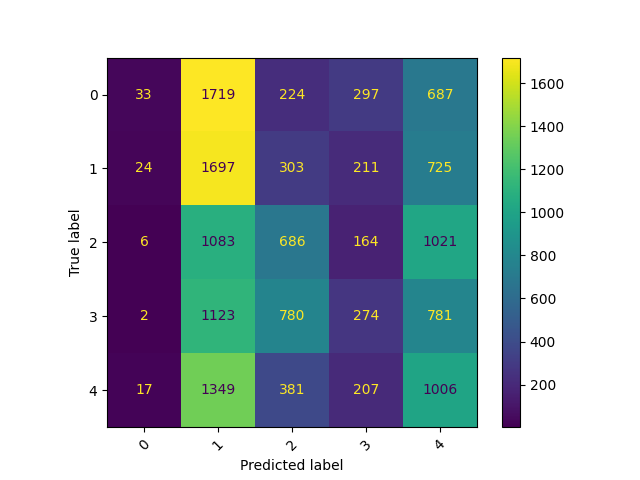 0 33 1719 224 297 687
1 24 1697 303 211 725
2 6 1083 686 164 1021
3 2 1123 780 274 781
4 17 1349 381 207 1006
0 1 2 3 4
Predicted label
True label
1600
1400
1200
1000
800
600
400
200